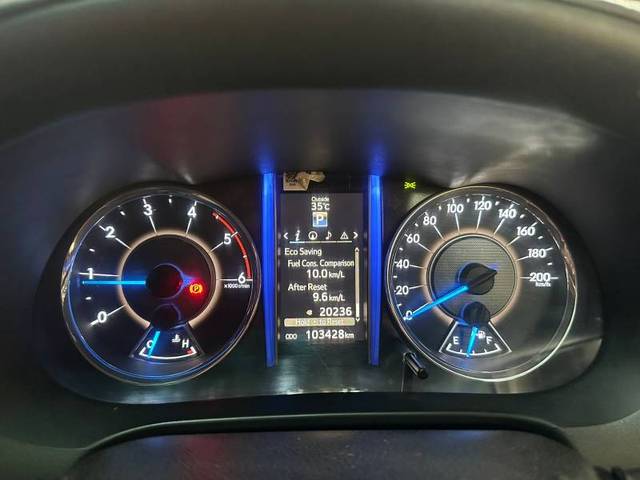 Outside
35°C
P
Eco Saving
Fuel Cons. Comparison
10.0 km/L
After Reset
9.6 km/L
20236
ODO 103428 km
0
1
2
3
4
5
6
x1000r/min
C H
0
20
40
60
80
100
120
140
160
180
200
km/h
E F